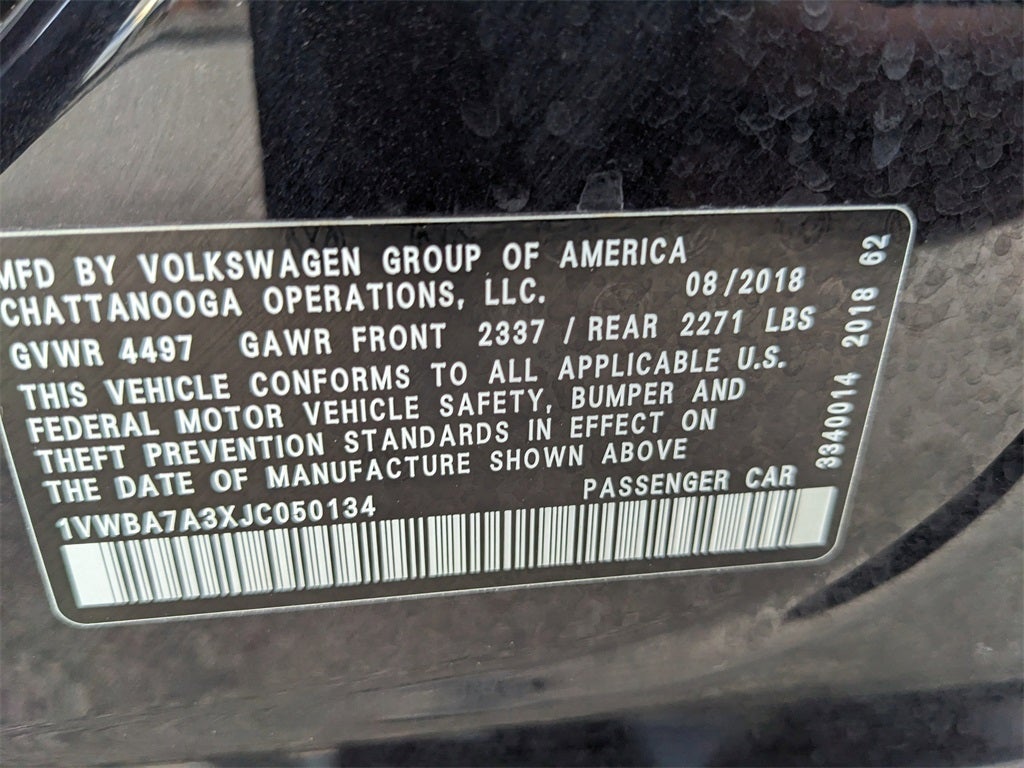 MFD BY VOLKSWAGEN GROUP OF AMERICA
CHATTANOOGA OPERATIONS, LLC. 08/2018
GVWR 4497 GAWR FRONT 2337 / REAR 2271 LBS
THIS VEHICLE CONFORMS TO ALL APPLICABLE U.S.
FEDERAL MOTOR VEHICLE SAFETY, BUMPER AND
THEFT PREVENTION STANDARDS IN EFFECT ON
THE DATE OF MANUFACTURE SHOWN ABOVE
PASSENGER CAR
1VWBA7A3XJC050134
3340014 2018 62